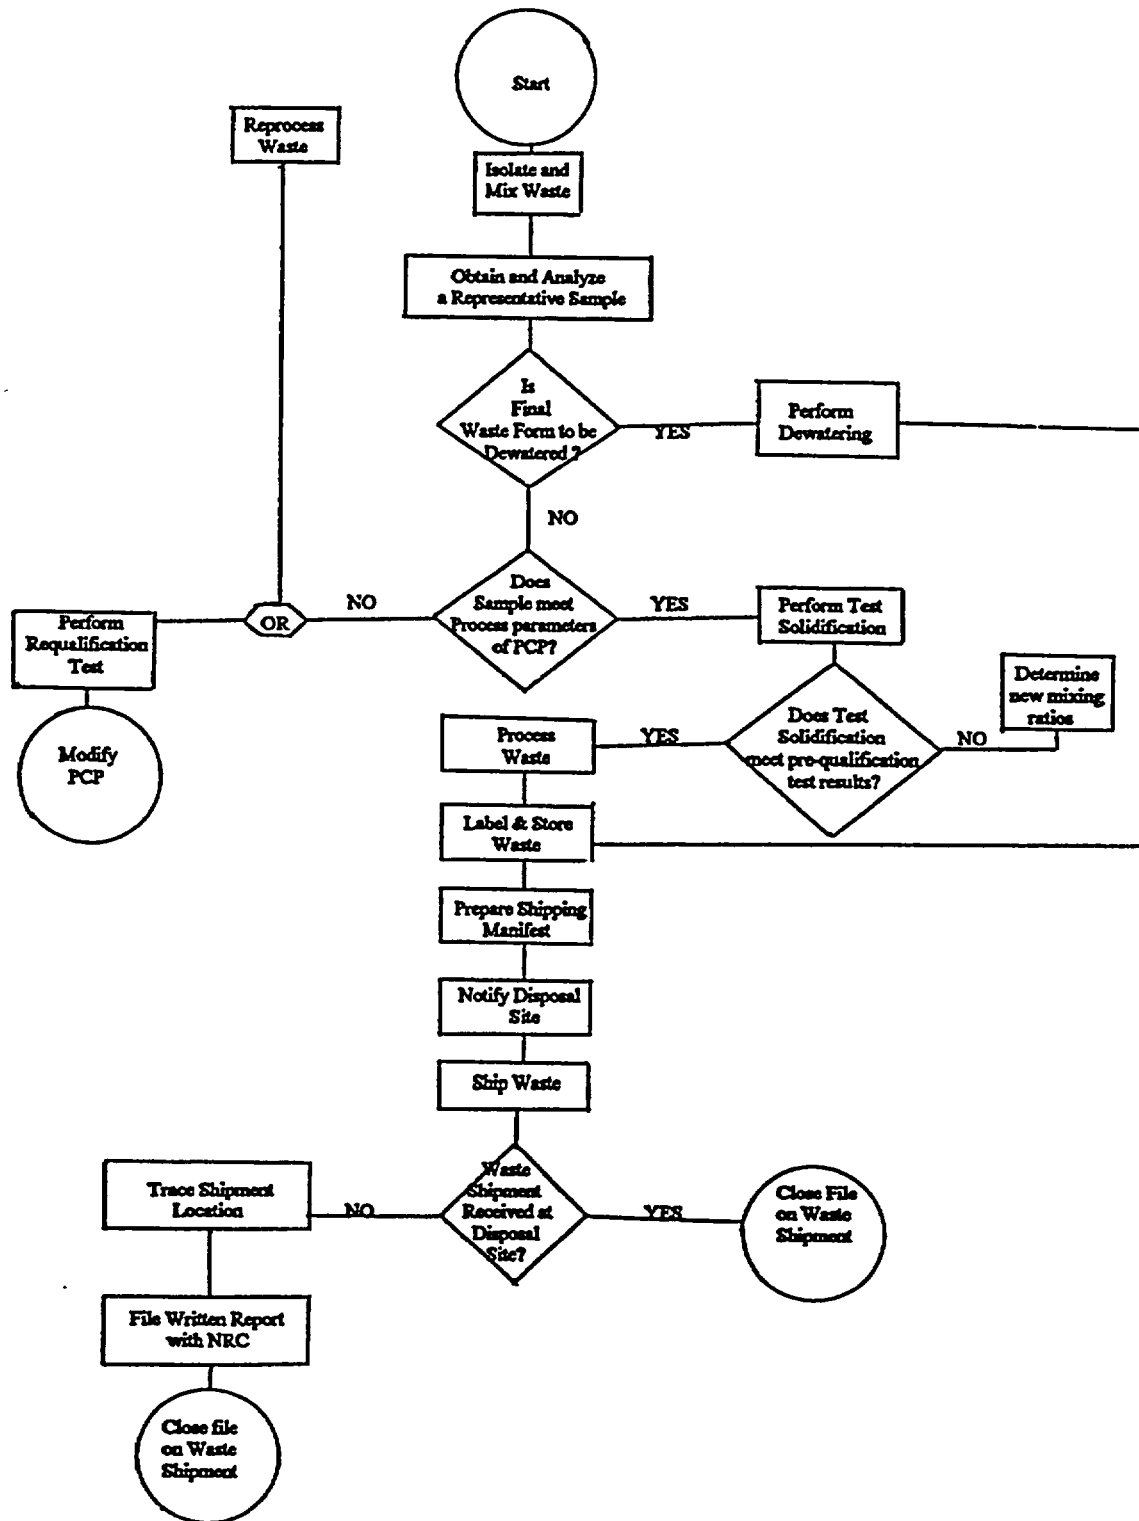 Start
Reprocess
Waste
Isolate and
Mix Waste
Obtain and Analyze
a Representative Sample
Is
Final
Waste Form to be
Dewatered ?
YES
Perform
Dewatering
NO
Does
Sample meet
Process parameters
of PCP?
NO
OR
YES
Perform Test
Solidification
Perform
Requalification
Test
Modify
PCP
Determine
new mixing
ratios
Does Test
Solidification
meet pre-qualification
test results?
NO
YES
Process
Waste
Label & Store
Waste
Prepare Shipping
Manifest
Notify Disposal
Site
Ship Waste
Waste
Shipment
Received at
Disposal
Site?
NO
Trace Shipment
Location
YES
Close File
on Waste
Shipment
File Written Report
with NRC
Close file
on Waste
Shipment